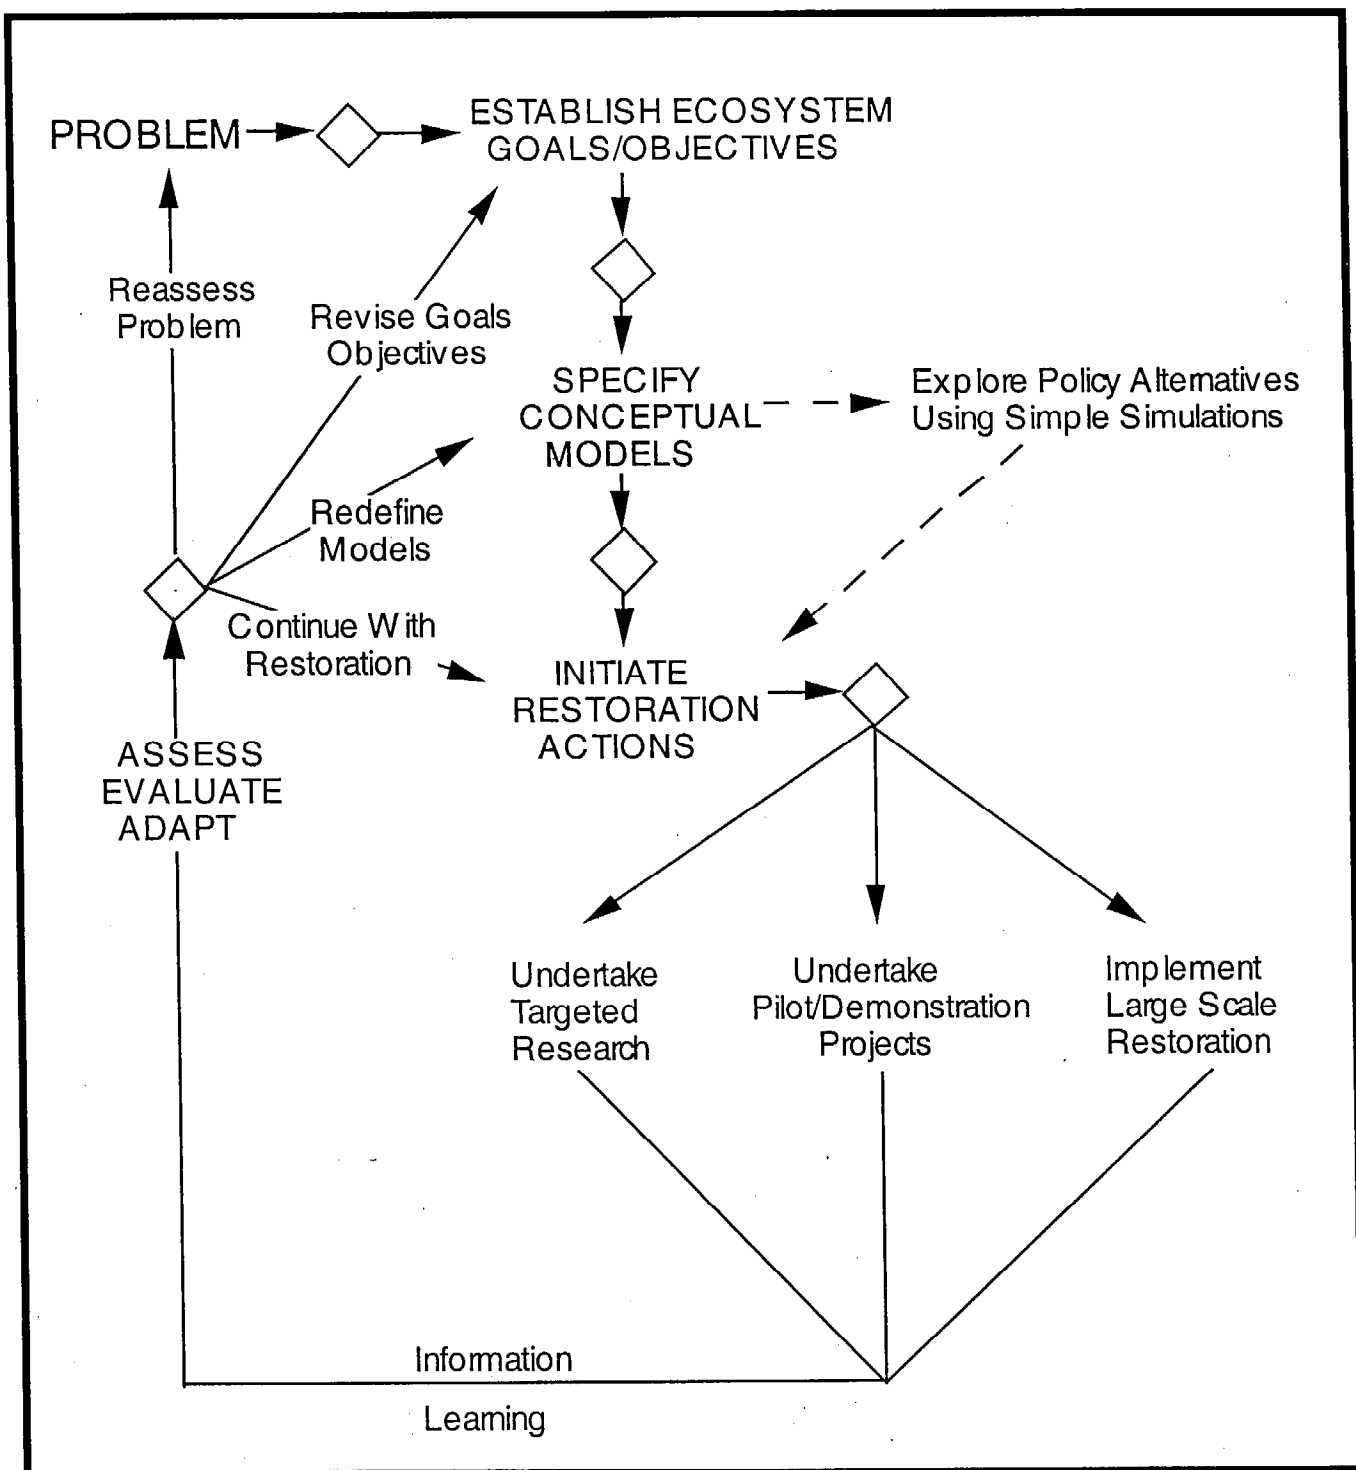 PROBLEM
ESTABLISH ECOSYSTEM
GOALS/OBJECTIVES
Reassess
Problem
Revise Goals
Objectives
SPECIFY
CONCEPTUAL
MODELS
Explore Policy Alternatives
Using Simple Simulations
Redefine
Models
Continue With
Restoration
INITIATE
RESTORATION
ACTIONS
ASSESS
EVALUATE
ADAPT
Undertake
Targeted
Research
Undertake
Pilot/Demonstration
Projects
Implement
Large Scale
Restoration
Information
Learning